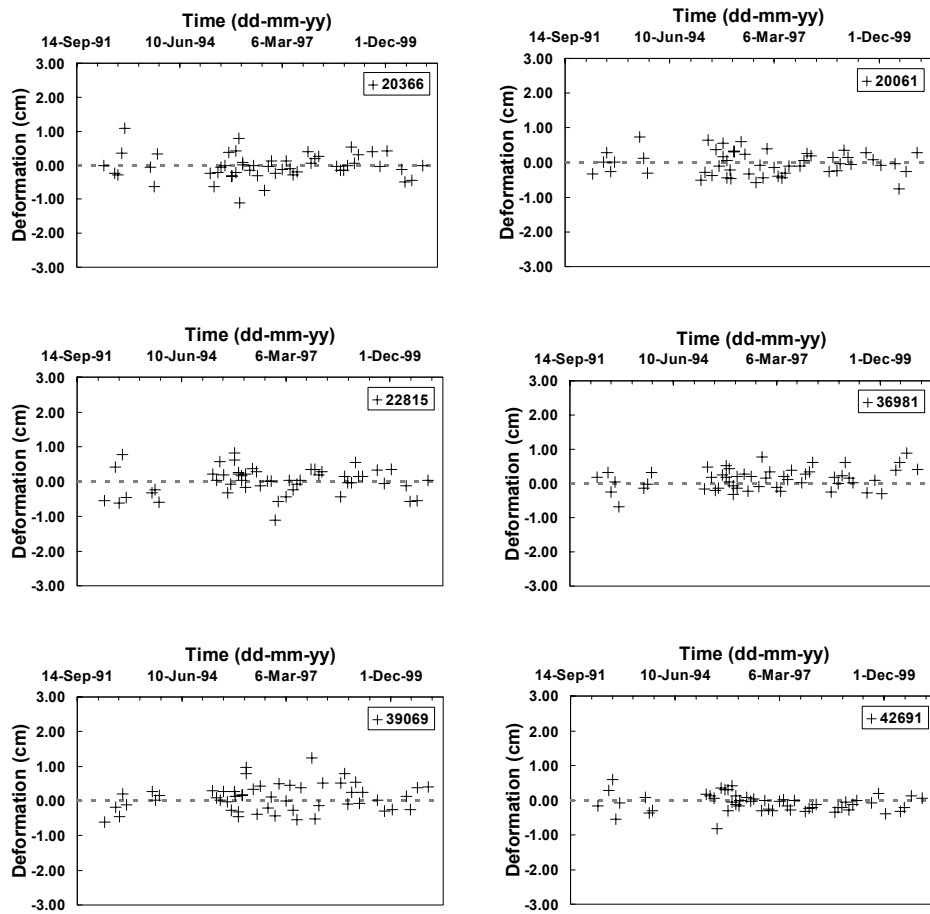 Time (dd-mm-yy)
14-Sep-91 10-Jun-94 6-Mar-97 1-Dec-99
Deformation (cm)
3.00
2.00
1.00
0.00
-1.00
-2.00
-3.00
20366
Time (dd-mm-yy)
14-Sep-91 10-Jun-94 6-Mar-97 1-Dec-99
Deformation (cm)
3.00
2.00
1.00
0.00
-1.00
-2.00
-3.00
20061
Time (dd-mm-yy)
14-Sep-91 10-Jun-94 6-Mar-97 1-Dec-99
Deformation (cm)
3.00
2.00
1.00
0.00
-1.00
-2.00
-3.00
22815
Time (dd-mm-yy)
14-Sep-91 10-Jun-94 6-Mar-97 1-Dec-99
Deformation (cm)
3.00
2.00
1.00
0.00
-1.00
-2.00
-3.00
36981
Time (dd-mm-yy)
14-Sep-91 10-Jun-94 6-Mar-97 1-Dec-99
Deformation (cm)
3.00
2.00
1.00
0.00
-1.00
-2.00
-3.00
39069
Time (dd-mm-yy)
14-Sep-91 10-Jun-94 6-Mar-97 1-Dec-99
Deformation (cm)
3.00
2.00
1.00
0.00
-1.00
-2.00
-3.00
42691